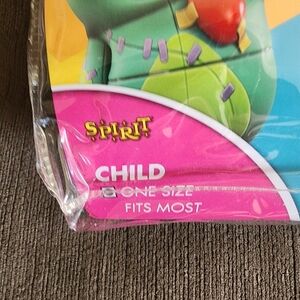 SPIRIT
CHILD
ONE SIZE
FITS MOST